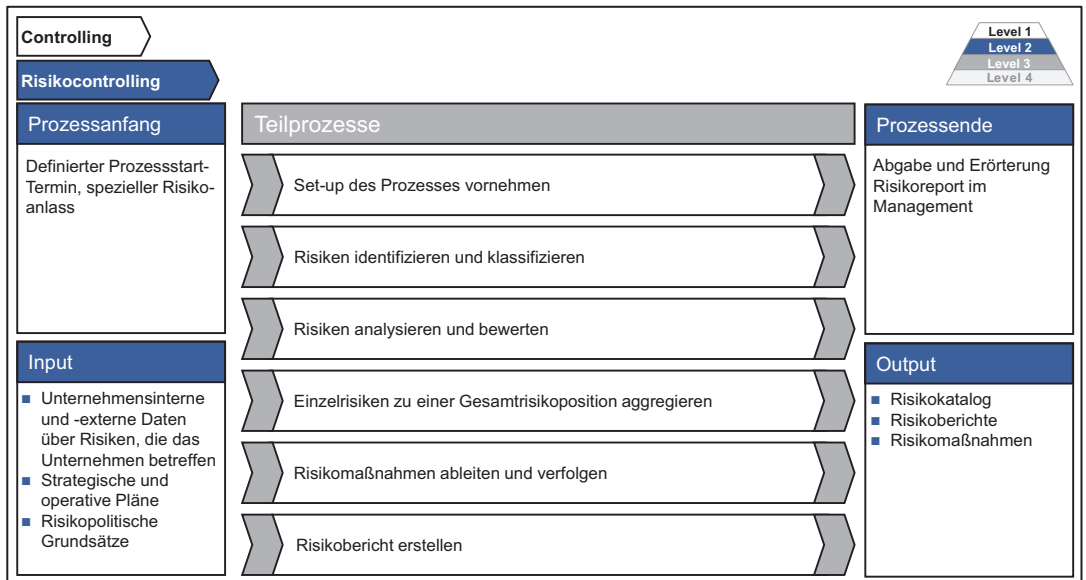 Controlling
Risikocontrolling
Level 1
Level 2
Level 3
Level 4
Prozessanfang
Definierter Prozessstart-
Termin, spezieller Risiko-
anlass
Input
Unternehmensinterne
und -externe Daten
über Risiken, die das
Unternehmen betreffen
Strategische und
operative Pläne
Risikopolitische
Grundsätze
Teilprozesse
Set-up des Prozesses vornehmen
Risiken identifizieren und klassifizieren
Risiken analysieren und bewerten
Einzelrisiken zu einer Gesamtrisikoposition aggregieren
Risikomaßnahmen ableiten und verfolgen
Risikobericht erstellen
Prozessende
Abgabe und Erörterung
Risikoreport im
Management
Output
Risikokatalog
Risikoberichte
Risikomaßnahmen